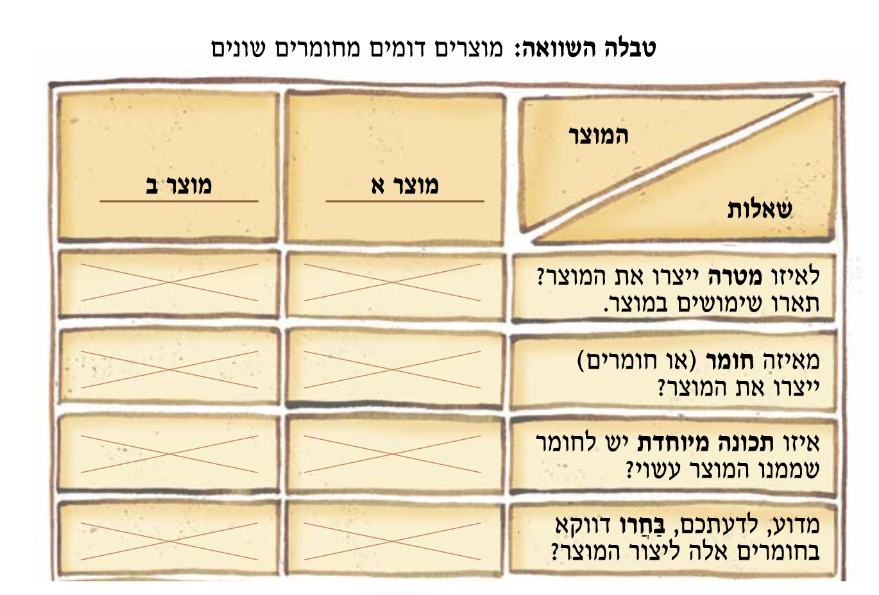 טבלה השוואה: מוצרים דומים מחומרים שונים
המוצר
שאלות
מוצר א
מוצר ב
לאיזו מטרה ייצרו את המוצר?
תארו שימושים במוצר.
מאיזה חומר (או חומרים)
ייצרו את המוצר?
איזו תכונה מיוחדת יש לחומר
שממנו המוצר עשוי?
מדוע, לדעתכם, בָּחֲרו דווקא
בחומרים אלה ליצור המוצר?